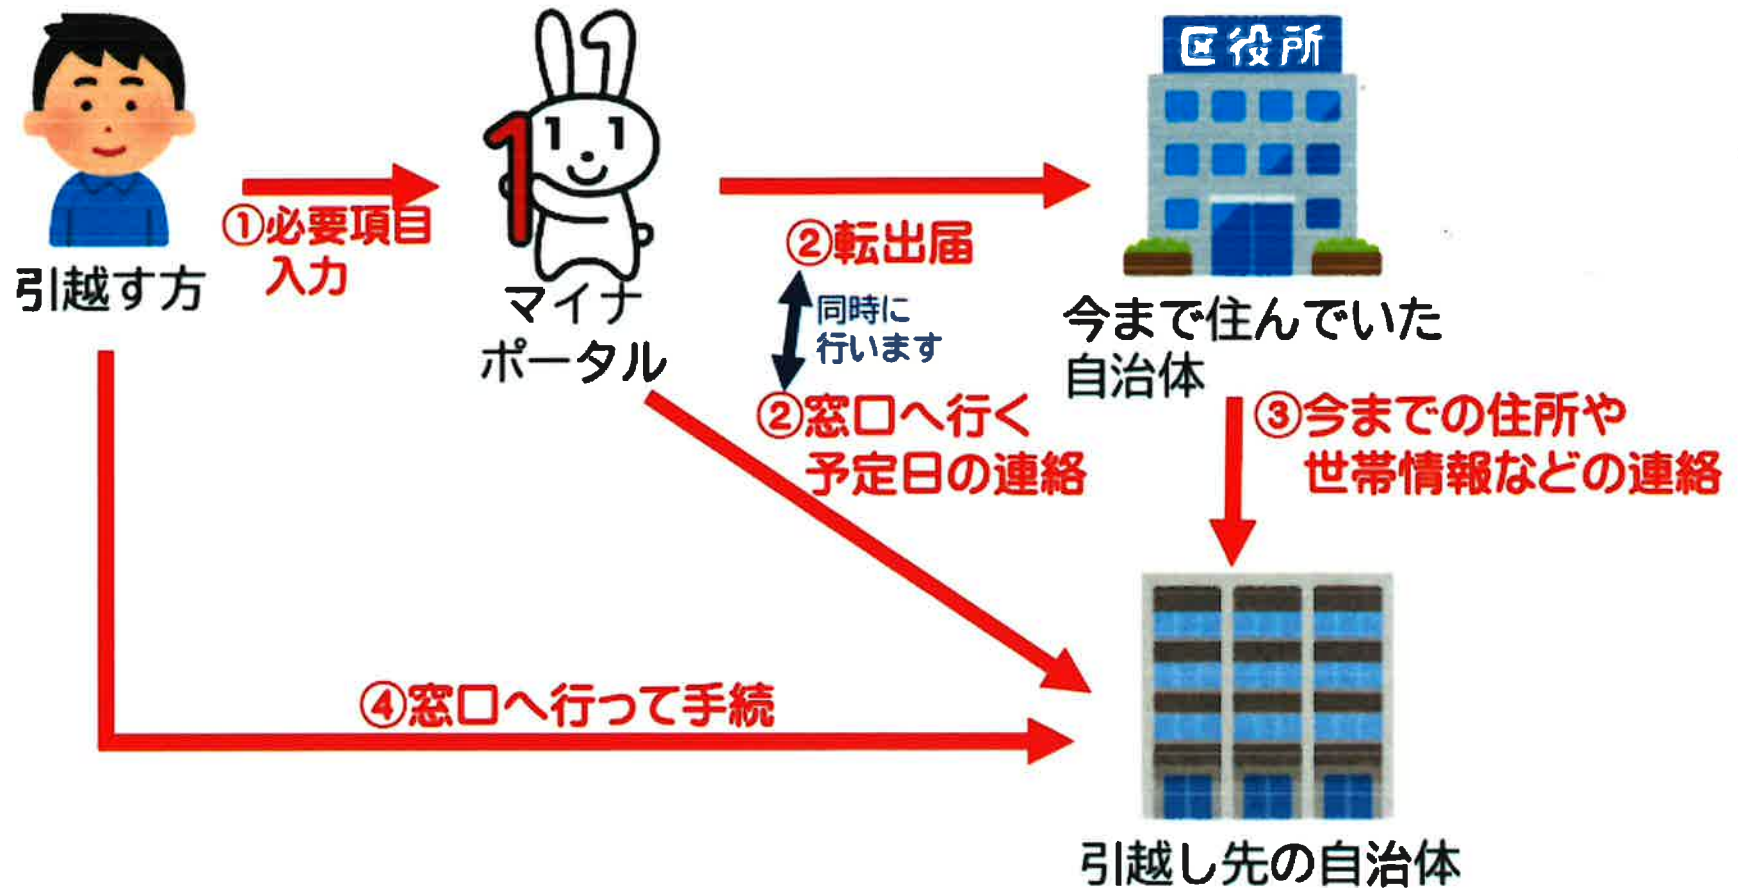 区役所
①必要項目
入力
引越す方
マイナ
ポータル
②転出届
同時に
行います
②窓口へ行く
予定日の連絡
今まで住んでいた
自治体
③今までの住所や
世帯情報などの連絡
④窓口へ行って手続
引越し先の自治体